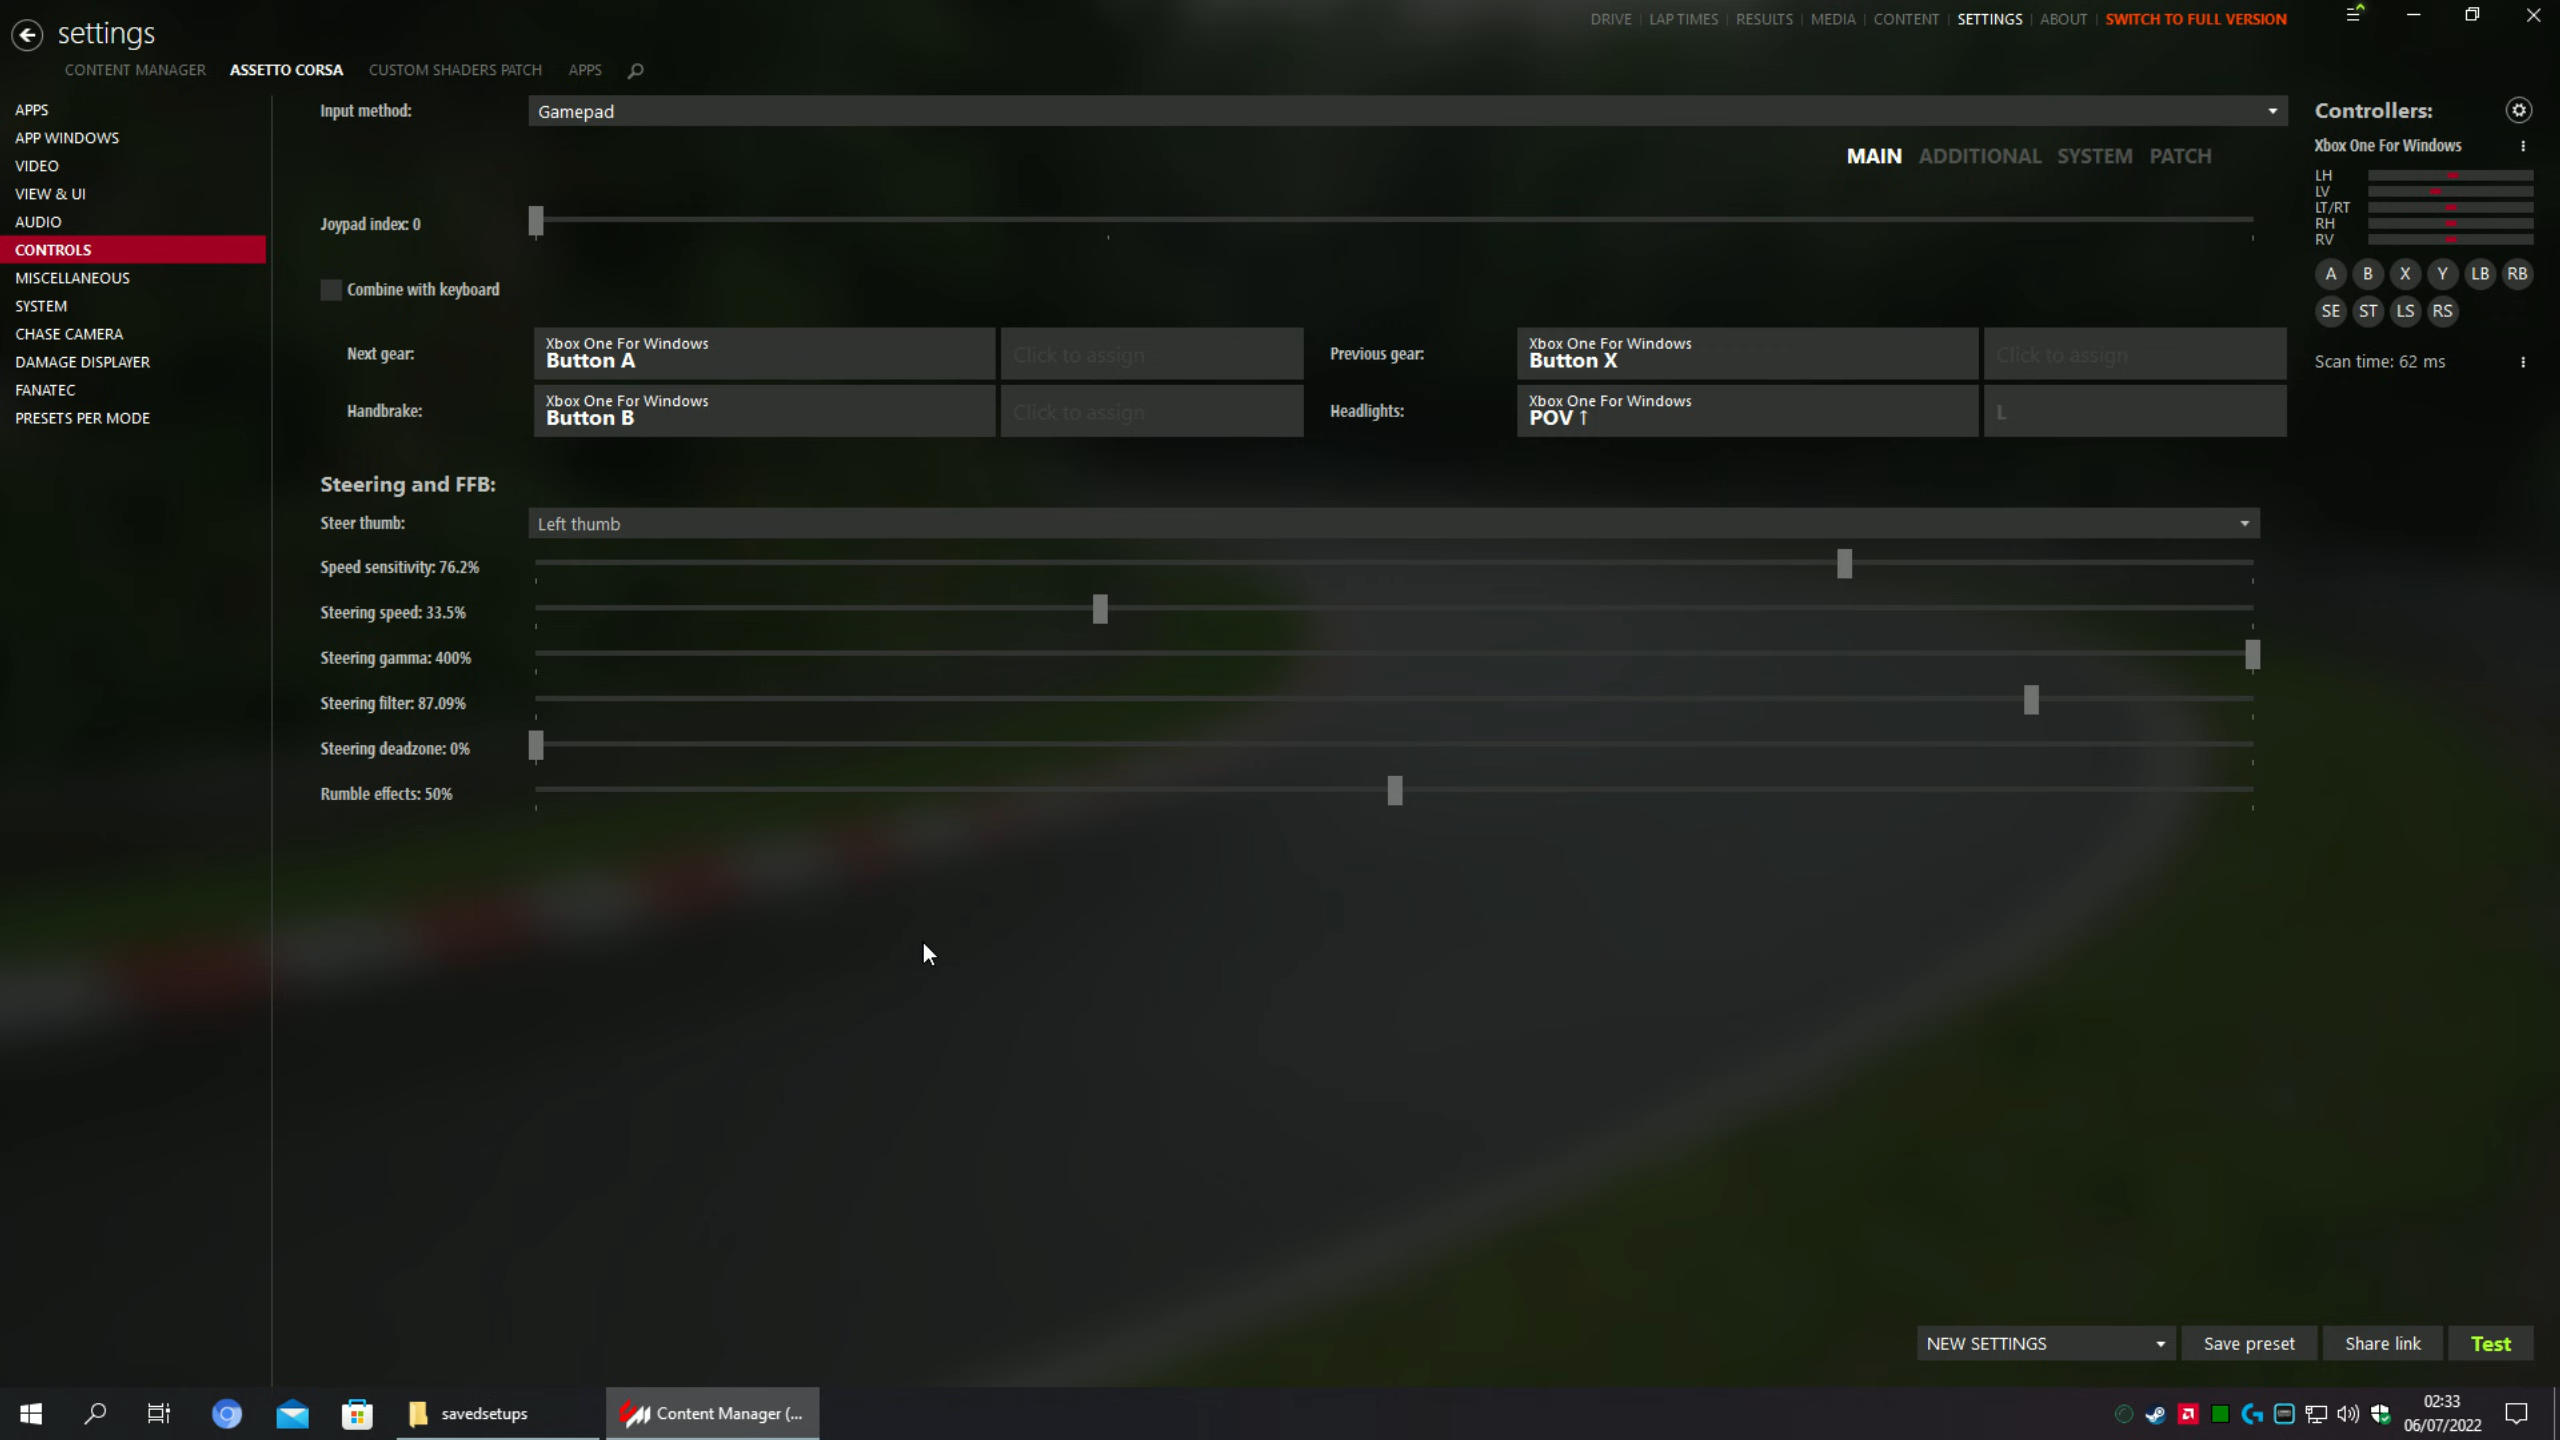 settings
DRIVE | LAP TIMES | RESULTS | MEDIA | CONTENT | SETTINGS | ABOUT | SWITCH TO FULL VERSION
CONTENT MANAGER ASSETTO CORSA CUSTOM SHADERS PATCH APPS
APPS
APP WINDOWS
VIDEO
VIEW & UI
AUDIO
CONTROLS
MISCELLANEOUS
SYSTEM
CHASE CAMERA
DAMAGE DISPLAYER
FANATEC
PRESETS PER MODE
Input method: Gamepad
MAIN ADDITIONAL SYSTEM PATCH
Joypad index: 0
Combine with keyboard
Next gear:
Xbox One For Windows
Button A
Click to assign
Previous gear:
Xbox One For Windows
Button X
Click to assign
Handbrake:
Xbox One For Windows
Button B
Click to assign
Headlights:
Xbox One For Windows
POV ↑
L
Steering and FFB:
Steer thumb: Left thumb
Speed sensitivity: 76.2%
Steering speed: 33.5%
Steering gamma: 400%
Steering filter: 87.09%
Steering deadzone: 0%
Rumble effects: 50%
Controllers:
Xbox One For Windows
LH
LV
LT/RT
RH
RV
A B X Y LB RB
SE ST LS RS
Scan time: 62 ms
NEW SETTINGS Save preset Share link Test
savedsetups
Content Manager (...
02:33
06/07/2022